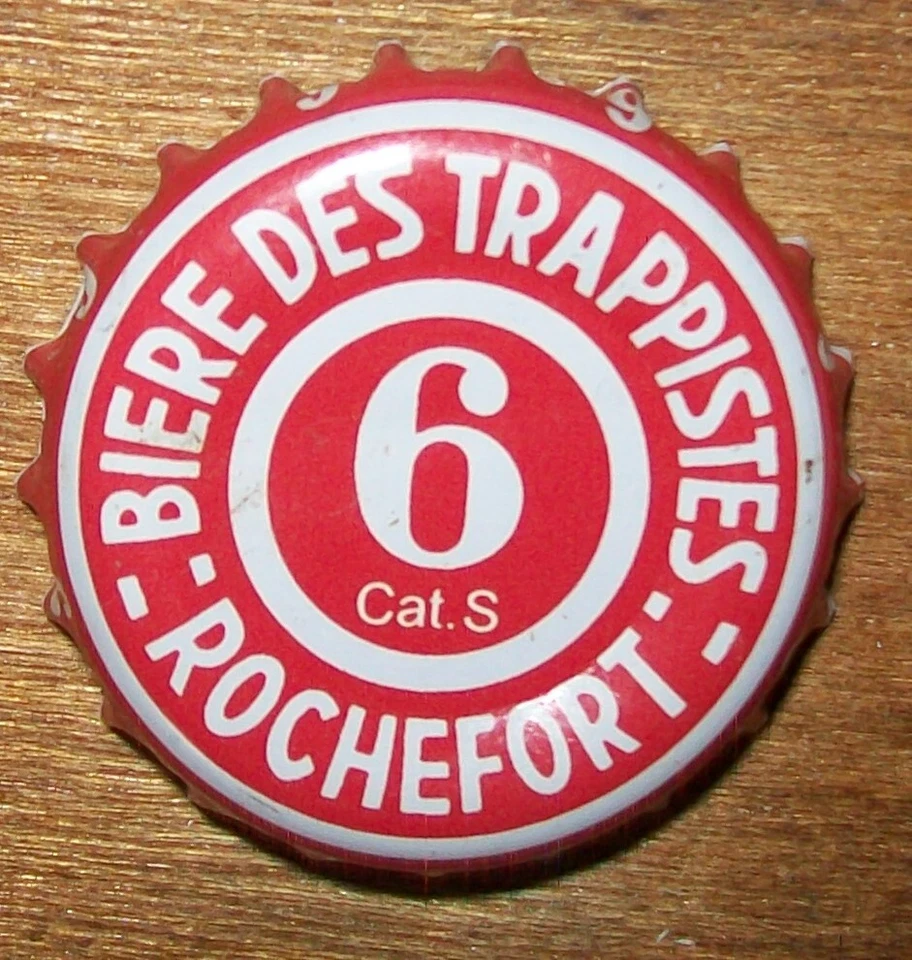 BIERE DES TRAPPISTES
6
Cat. S
ROCHEFORT